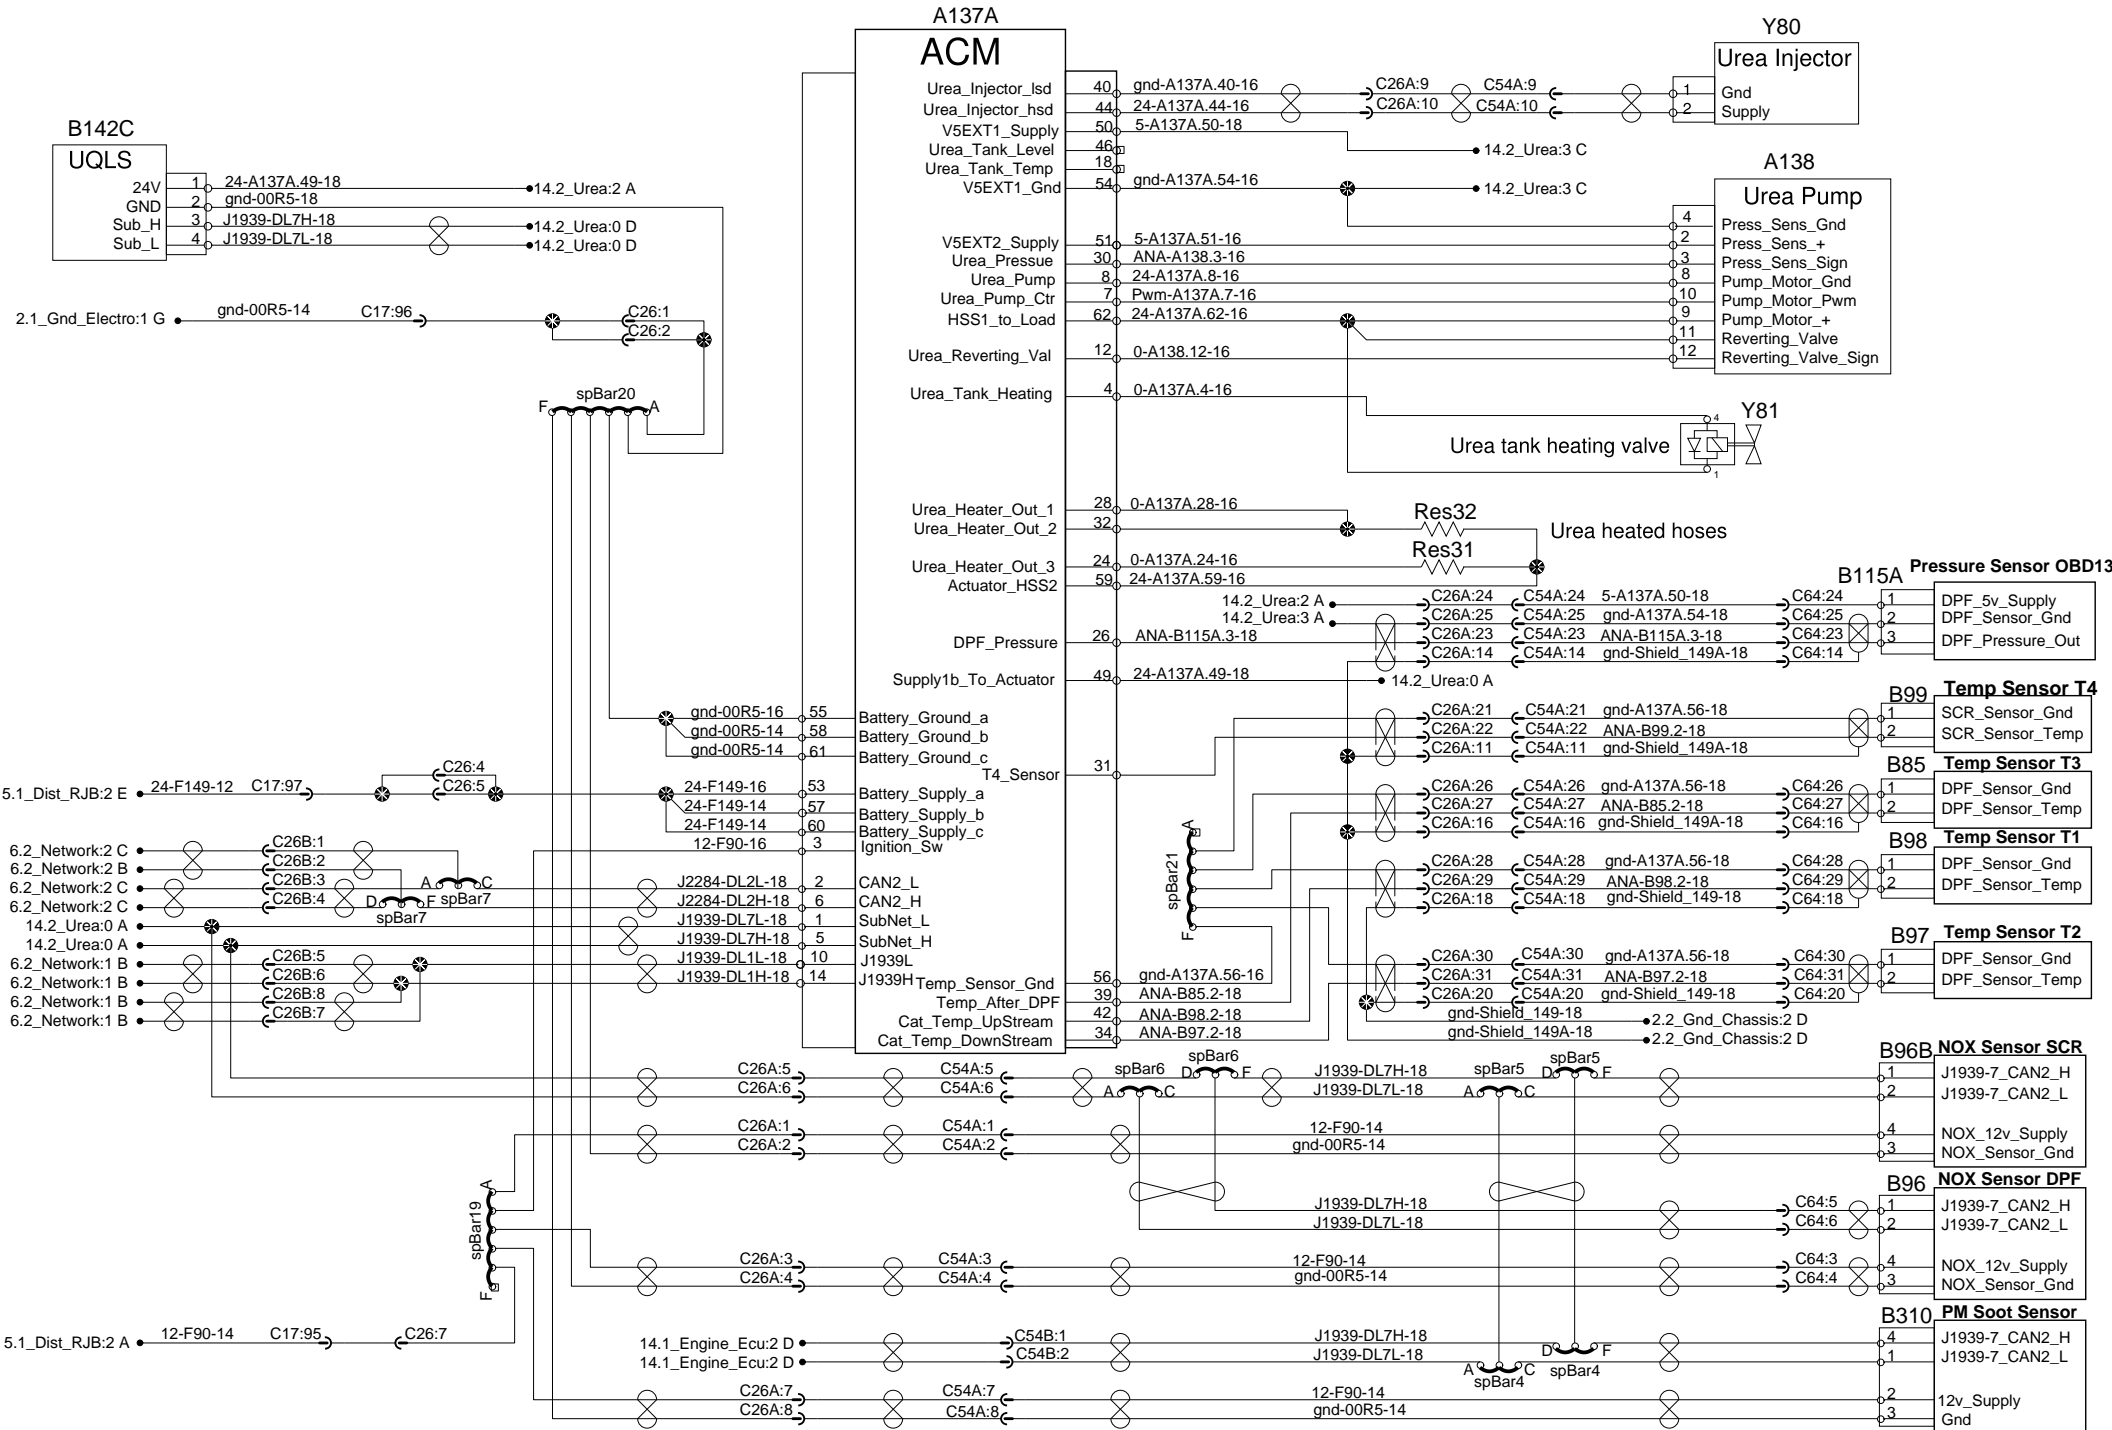 A137A
ACM
Urea_Injector_lsd 40 gnd-A137A.40-16
Urea_Injector_hsd 44 24-A137A.44-16
V5EXT1_Supply 50 5-A137A.50-18
Urea_Tank_Level 46
Urea_Tank_Temp 18
V5EXT1_Gnd 54 gnd-A137A.54-16
V5EXT2_Supply 51 5-A137A.51-16
Urea_Pressue 30 ANA-A138.3-16
Urea_Pump 8 24-A137A.8-16
Urea_Pump_Ctr 7 Pwm-A137A.7-16
HSS1_to_Load 62 24-A137A.62-16
Urea_Reverting_Val 12 0-A138.12-16
Urea_Tank_Heating 4 0-A137A.4-16
Urea_Heater_Out_1 28 0-A137A.28-16
Urea_Heater_Out_2 32
Urea_Heater_Out_3 24 0-A137A.24-16
Actuator_HSS2 59 24-A137A.59-16
DPF_Pressure 26 ANA-B115A.3-18
Supply1b_To_Actuator 49 24-A137A.49-18
T4_Sensor 31
Temp_Sensor_Gnd 56 gnd-A137A.56-16
Temp_After_DPF 39 ANA-B85.2-18
Cat_Temp_UpStream 42 ANA-B98.2-18
Cat_Temp_DownStream 34 ANA-B97.2-18
gnd-00R5-16 55 Battery_Ground_a
gnd-00R5-14 58 Battery_Ground_b
gnd-00R5-14 61 Battery_Ground_c
24-F149-16 53 Battery_Supply_a
24-F149-14 57 Battery_Supply_b
24-F149-14 60 Battery_Supply_c
12-F90-16 3 Ignition_Sw
J2284-DL2L-18 2 CAN2_L
J2284-DL2H-18 6 CAN2_H
J1939-DL7L-18 1 SubNet_L
J1939-DL7H-18 5 SubNet_H
J1939-DL1L-18 10 J1939L
J1939-DL1H-18 14 J1939H
B142C
UQLS
24V 1 24-A137A.49-18 14.2_Urea:2 A
GND 2 gnd-00R5-18
Sub_H 3 J1939-DL7H-18 14.2_Urea:0 D
Sub_L 4 J1939-DL7L-18 14.2_Urea:0 D
2.1_Gnd_Electro:1 G gnd-00R5-14 C17:96 C26:1
C26:2
F spBar20 A
5.1_Dist_RJB:2 E 24-F149-12 C17:97 C26:4
C26:5
6.2_Network:2 C C26B:1
6.2_Network:2 B C26B:2
6.2_Network:2 C C26B:3 A C
spBar7
6.2_Network:2 C C26B:4 D F
spBar7
14.2_Urea:0 A
14.2_Urea:0 A
6.2_Network:1 B C26B:5
6.2_Network:1 B C26B:6
6.2_Network:1 B C26B:8
6.2_Network:1 B C26B:7
Y80
Urea Injector
C26A:9 C54A:9 1 Gnd
C26A:10 C54A:10 2 Supply
14.2_Urea:3 C
14.2_Urea:3 C
A138
Urea Pump
4 Press_Sens_Gnd
2 Press_Sens_+
3 Press_Sens_Sign
8 Pump_Motor_Gnd
10 Pump_Motor_Pwm
9 Pump_Motor_+
11 Reverting_Valve
12 Reverting_Valve_Sign
Y81
4
Urea tank heating valve
1
Res32
Urea heated hoses
Res31
B115A Pressure Sensor OBD13
14.2_Urea:2 A C26A:24 C54A:24 5-A137A.50-18 C64:24 1 DPF_5v_Supply
14.2_Urea:3 A C26A:25 C54A:25 gnd-A137A.54-18 C64:25 2 DPF_Sensor_Gnd
C26A:23 C54A:23 ANA-B115A.3-18 C64:23 3 DPF_Pressure_Out
C26A:14 C54A:14 gnd-Shield_149A-18 C64:14
14.2_Urea:0 A
B99 Temp Sensor T4
C26A:21 C54A:21 gnd-A137A.56-18 1 SCR_Sensor_Gnd
C26A:22 C54A:22 ANA-B99.2-18 2 SCR_Sensor_Temp
C26A:11 C54A:11 gnd-Shield_149A-18
B85 Temp Sensor T3
C26A:26 C54A:26 gnd-A137A.56-18 C64:26 1 DPF_Sensor_Gnd
C26A:27 C54A:27 ANA-B85.2-18 C64:27 2 DPF_Sensor_Temp
C26A:16 C54A:16 gnd-Shield_149A-18 C64:16
A spBar21 F
B98 Temp Sensor T1
C26A:28 C54A:28 gnd-A137A.56-18 C64:28 1 DPF_Sensor_Gnd
C26A:29 C54A:29 ANA-B98.2-18 C64:29 2 DPF_Sensor_Temp
C26A:18 C54A:18 gnd-Shield_149-18 C64:18
B97 Temp Sensor T2
C26A:30 C54A:30 gnd-A137A.56-18 C64:30 1 DPF_Sensor_Gnd
C26A:31 C54A:31 ANA-B97.2-18 C64:31 2 DPF_Sensor_Temp
C26A:20 C54A:20 gnd-Shield_149-18 C64:20
gnd-Shield_149-18 2.2_Gnd_Chassis:2 D
gnd-Shield_149A-18 2.2_Gnd_Chassis:2 D
B96B NOX Sensor SCR
C26A:5 C54A:5 spBar6 D spBar6 F J1939-DL7H-18 spBar5 D spBar5 F 1 J1939-7_CAN2_H
C26A:6 C54A:6 A C J1939-DL7L-18 A C 2 J1939-7_CAN2_L
C26A:1 C54A:1 12-F90-14 4 NOX_12v_Supply
C26A:2 C54A:2 gnd-00R5-14 3 NOX_Sensor_Gnd
B96 NOX Sensor DPF
J1939-DL7H-18 C64:5 1 J1939-7_CAN2_H
J1939-DL7L-18 C64:6 2 J1939-7_CAN2_L
A spBar19 F
C26A:3 C54A:3 12-F90-14 C64:3 4 NOX_12v_Supply
C26A:4 C54A:4 gnd-00R5-14 C64:4 3 NOX_Sensor_Gnd
B310 PM Soot Sensor
5.1_Dist_RJB:2 A 12-F90-14 C17:95 C26:7
14.1_Engine_Ecu:2 D C54B:1 J1939-DL7H-18 D F 4 J1939-7_CAN2_H
spBar4
14.1_Engine_Ecu:2 D C54B:2 J1939-DL7L-18 A C 1 J1939-7_CAN2_L
spBar4
C26A:7 C54A:7 12-F90-14 2 12v_Supply
C26A:8 C54A:8 gnd-00R5-14 3 Gnd